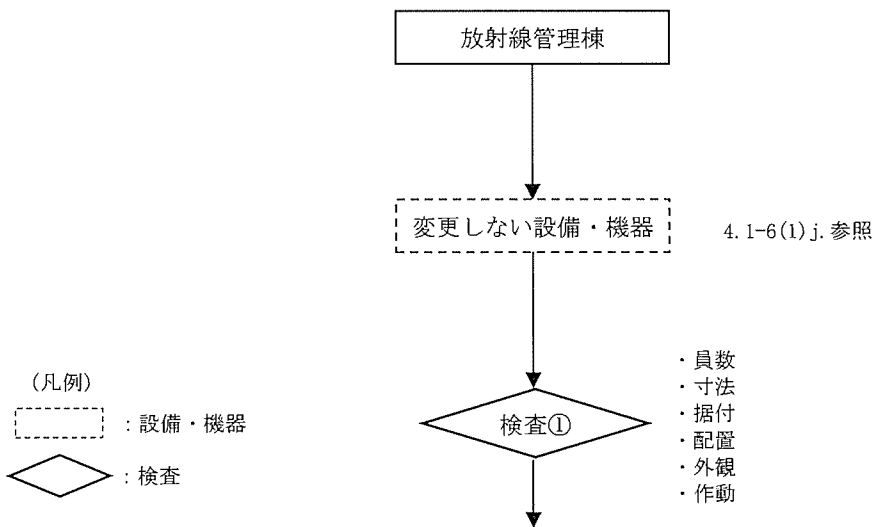 放射線管理棟
変更しない設備・機器
4.1-6(1)j.参照
・員数
・寸法
・据付
・配置
・外観
・作動
検査①
(凡例)
：設備・機器
：検査